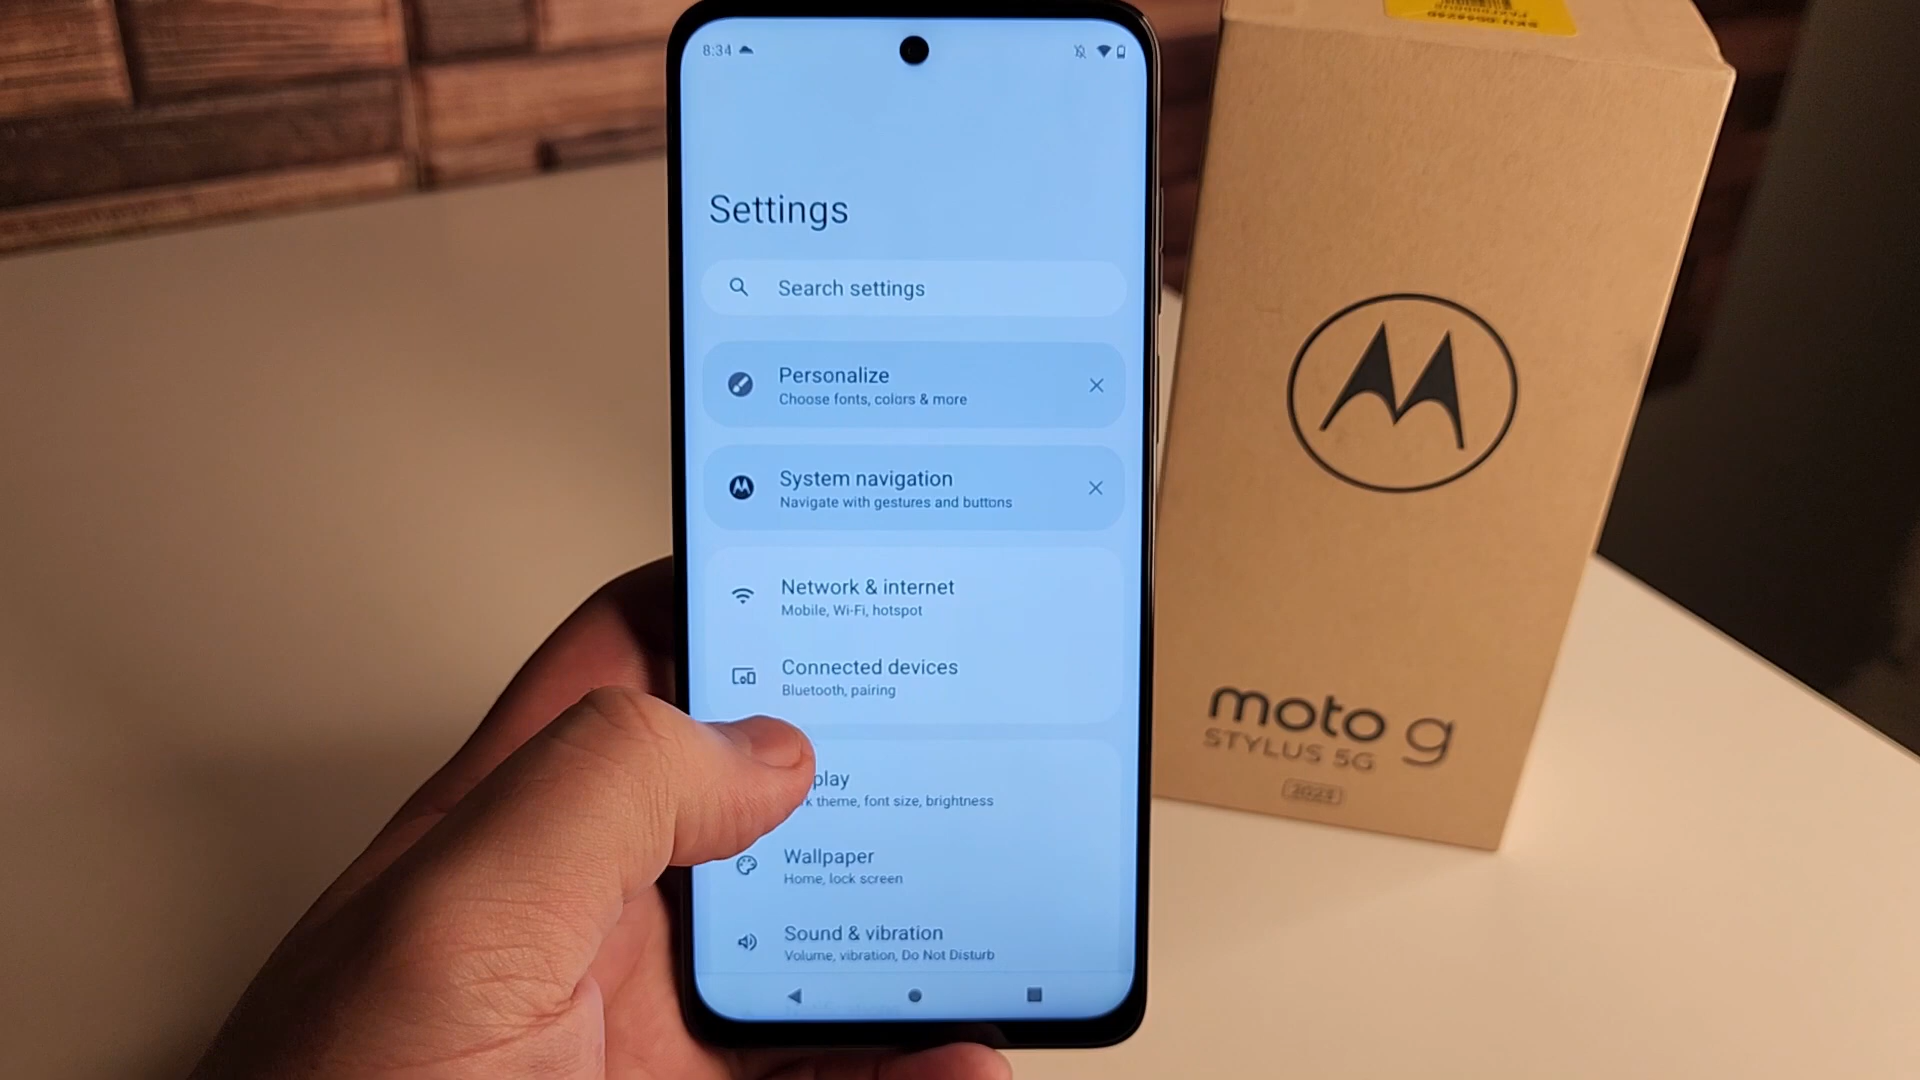 8:34
Settings
Search settings
Personalize
Choose fonts, colors & more
System navigation
Navigate with gestures and buttons
Network & internet
Mobile, Wi-Fi, hotspot
Connected devices
Bluetooth, pairing
play
theme, font size, brightness
Wallpaper
Home, lock screen
Sound & vibration
Volume, vibration, Do Not Disturb
moto g
STYLUS 5G